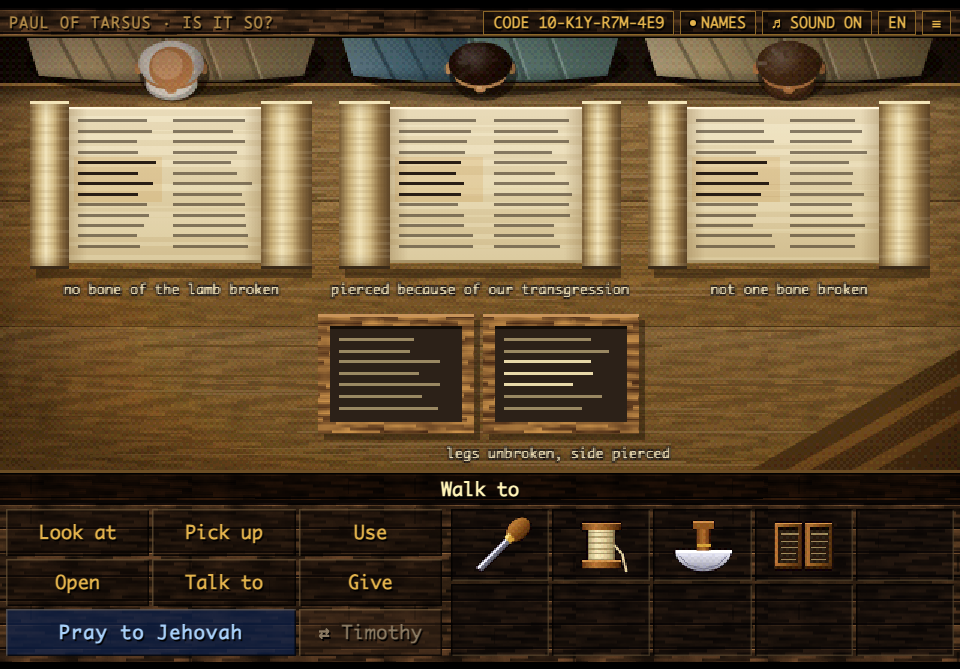 PAUL OF TARSUS · IS IT SO?
CODE 10-K1Y-R7M-4E9
• NAMES
♬ SOUND ON
EN
≡
no bone of the lamb broken
pierced because of our transgression
not one bone broken
legs unbroken, side pierced
Walk to
Look at
Pick up
Use
Open
Talk to
Give
Pray to Jehovah
⇄ Timothy